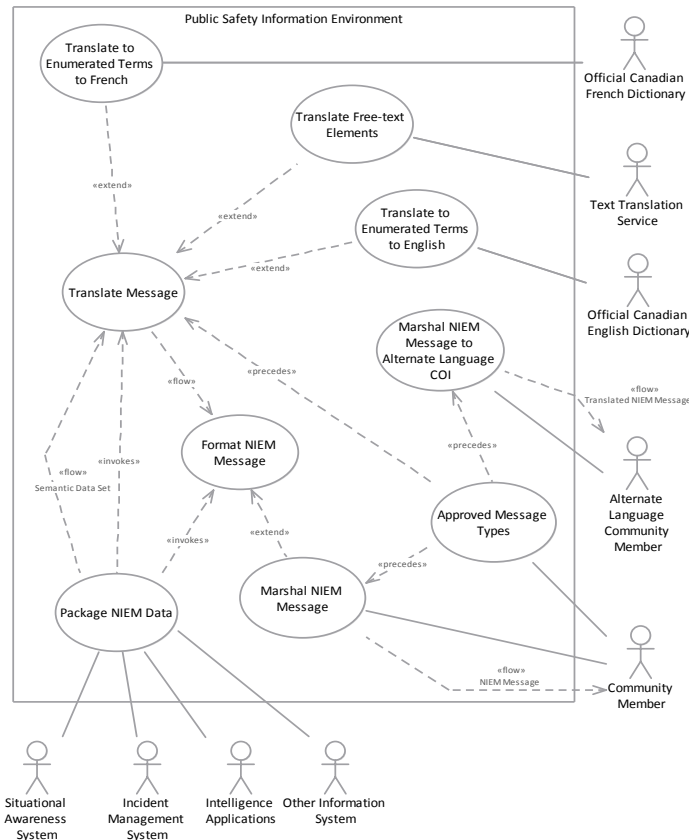 Public Safety Information Environment
Translate to
Enumerated Terms
to French
Official Canadian
French Dictionary
Translate Free-text
Elements
«extend»
«extend»
Text Translation
Service
Translate to
Enumerated Terms
to English
«extend»
Translate Message
Official Canadian
English Dictionary
Marshal NIEM
Message to
Alternate Language
COI
«precedes»
«flow»
«flow»
Translated NIEM Message
Format NIEM
Message
«precedes»
«invokes»
«flow»
Semantic Data Set
Alternate
Language
Community
Member
Approved Message
Types
«invokes»
«extend»
«precedes»
Marshal NIEM
Message
Package NIEM Data
«flow»
NIEM Message
Community
Member
Situational
Awareness
System
Incident
Management
System
Intelligence
Applications
Other Information
System